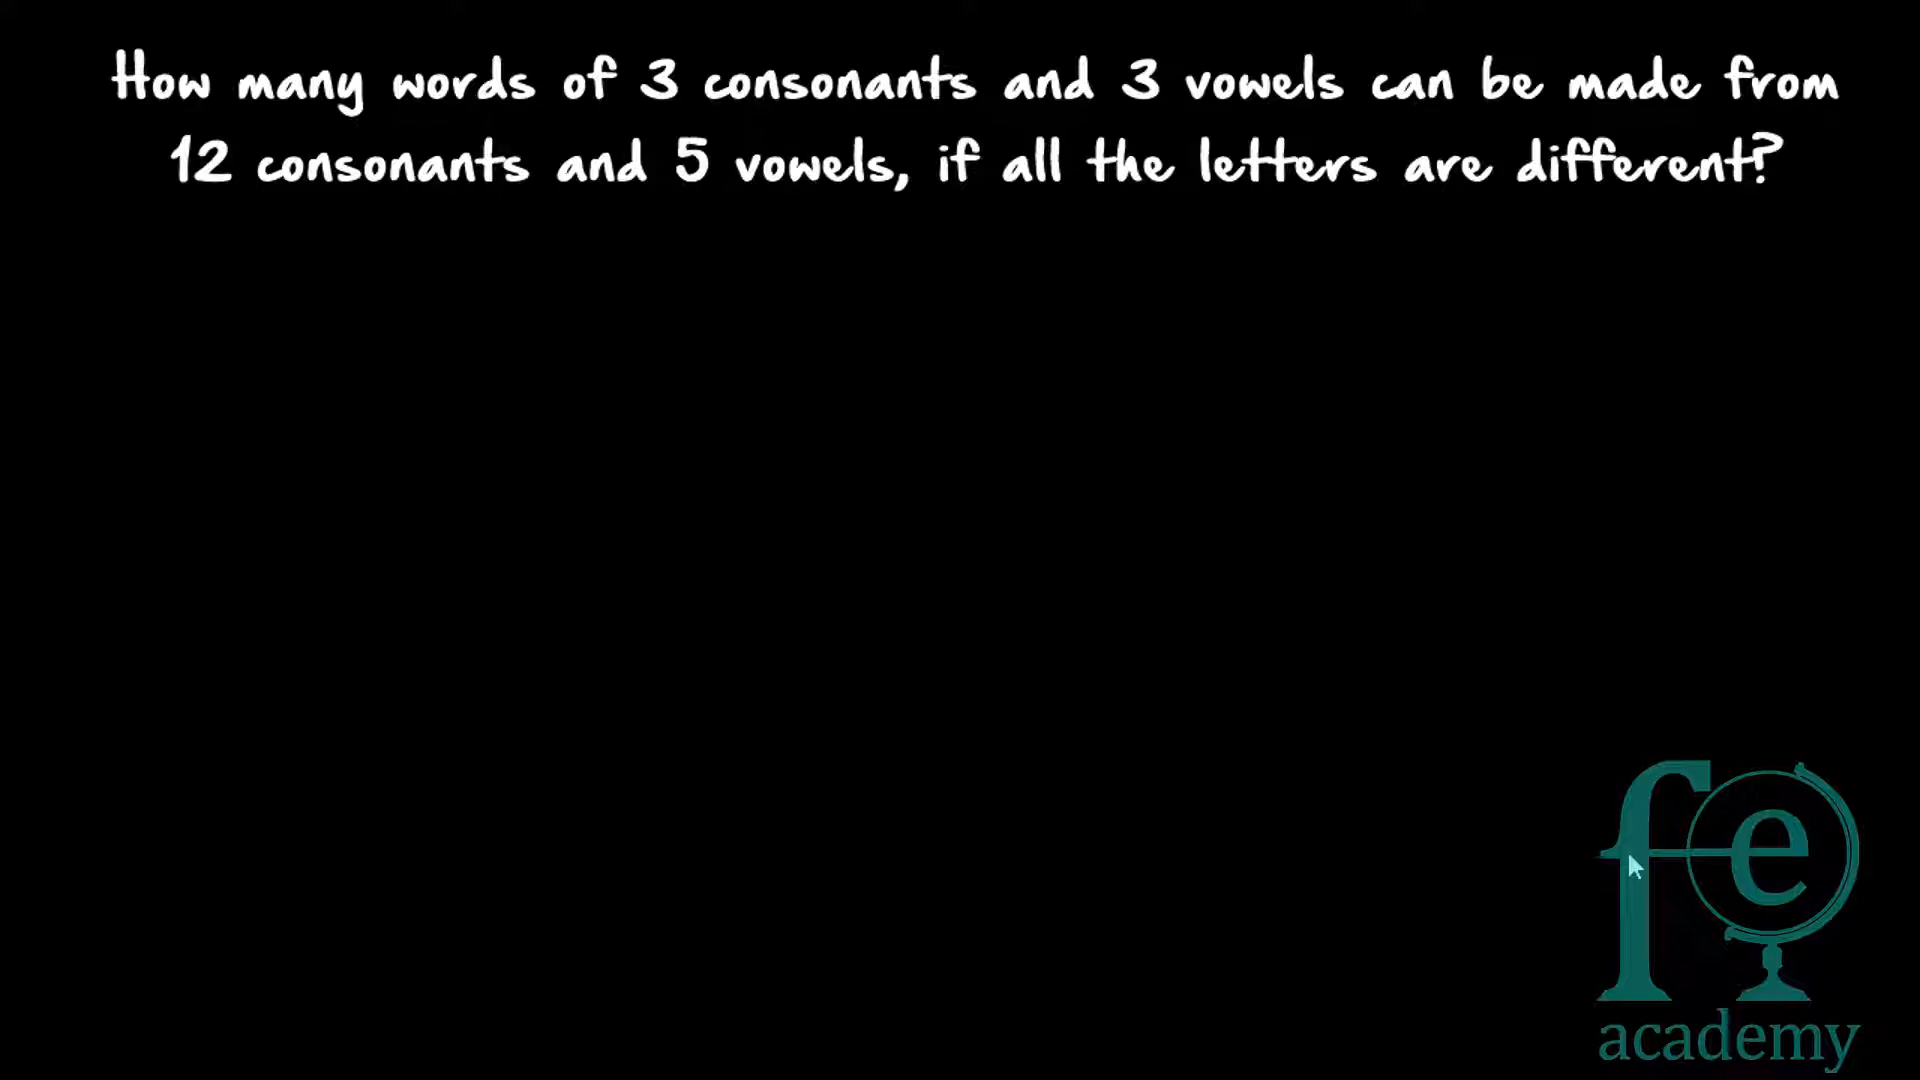 How many words of 3 consonants and 3 vowels can be made from
12 consonants and 5 vowels, if all the letters are different?
fe
academy